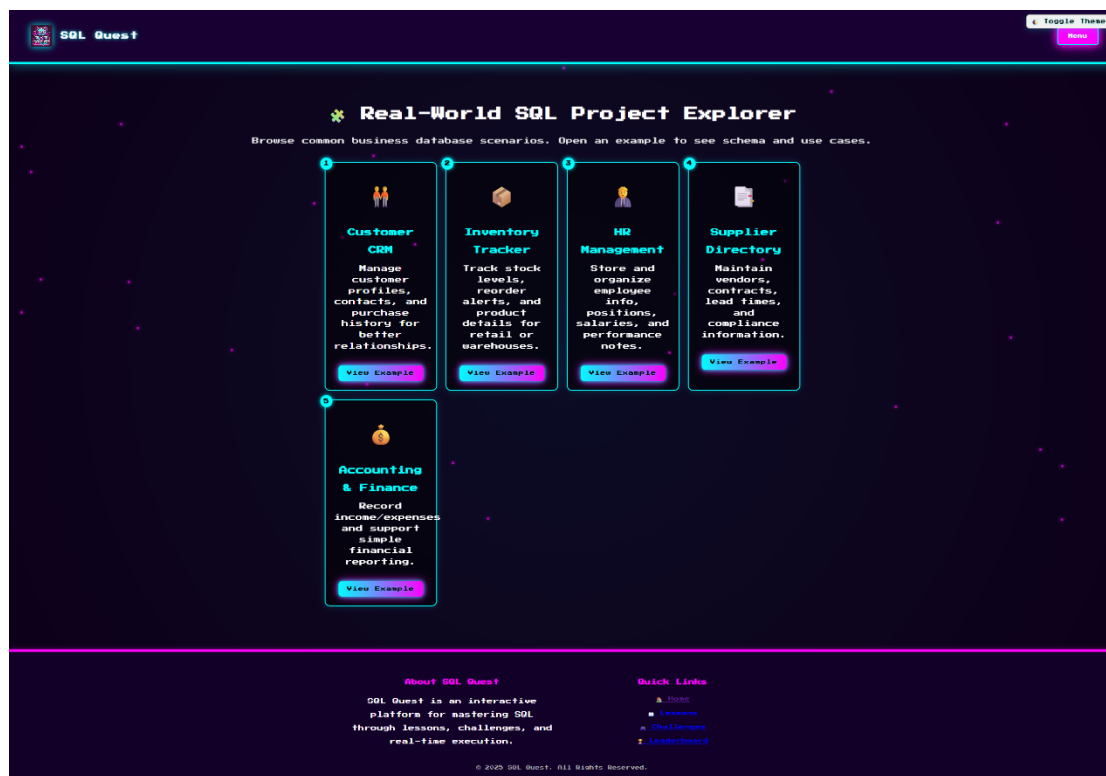 SQL Quest
Toggle Theme
Menu
Real-World SQL Project Explorer
Browse common business database scenarios. Open an example to see schema and use cases.
1
Customer
CRM
Manage
customer
profiles,
contacts, and
purchase
history for
better
relationships.
View Example
2
Inventory
Tracker
Track stock
levels,
reorder
alerts, and
product
details for
retail or
warehouses.
View Example
3
HR
Management
Store and
organize
employee
info,
positions,
salaries, and
performance
notes.
View Example
4
Supplier
Directory
Maintain
vendors,
contracts,
lead times,
and
compliance
information.
View Example
5
Accounting
& Finance
Record
income/expenses
and support
simple
financial
reporting.
View Example
About SQL Quest
SQL Quest is an interactive
platform for mastering SQL
through lessons, challenges, and
real-time execution.
Quick Links
Home
Lessons
Challenges
Leaderboard
© 2025 SQL Quest. All Rights Reserved.